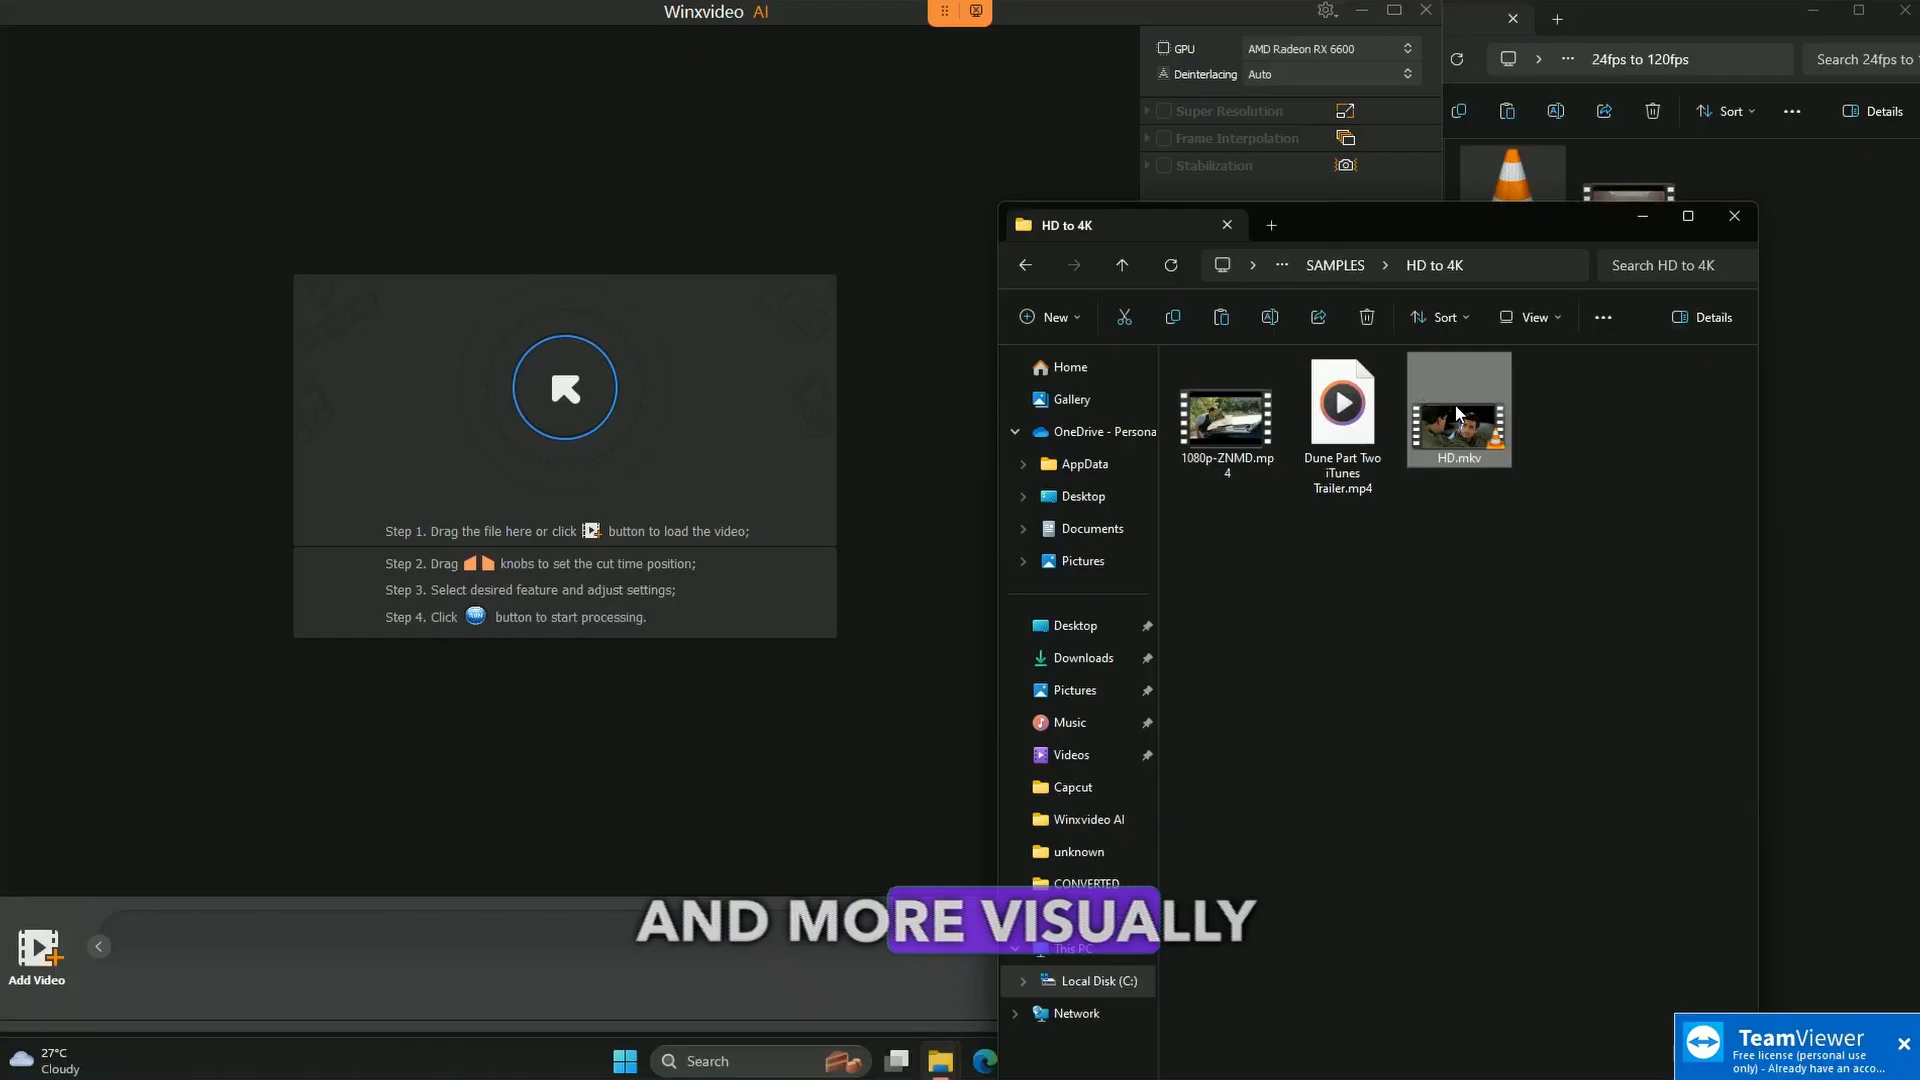 Winxvideo AI
GPU
AMD Radeon RX 6600
Deinterlacing
Auto
Super Resolution
Frame Interpolation
Stabilization
24fps to 120fps
Search 24fps to
Sort
Details
HD to 4K
SAMPLES
HD to 4K
Search HD to 4K
New
Sort
View
Details
Home
Gallery
OneDrive - Persona
AppData
Desktop
Documents
Pictures
Desktop
Downloads
Pictures
Music
Videos
Capcut
Winxvideo AI
unknown
CONVERTED
This PC
Local Disk (C:)
Network
1080p-ZNMD.mp
4
Dune Part Two
iTunes
Trailer.mp4
HD.mkv
Step 1. Drag the file here or click button to load the video;
Step 2. Drag knobs to set the cut time position;
Step 3. Select desired feature and adjust settings;
Step 4. Click RUN button to start processing.
AND MORE VISUALLY
Add Video
27°C
Cloudy
Search
TeamViewer
Free license (personal use
only) - Already have an acco...